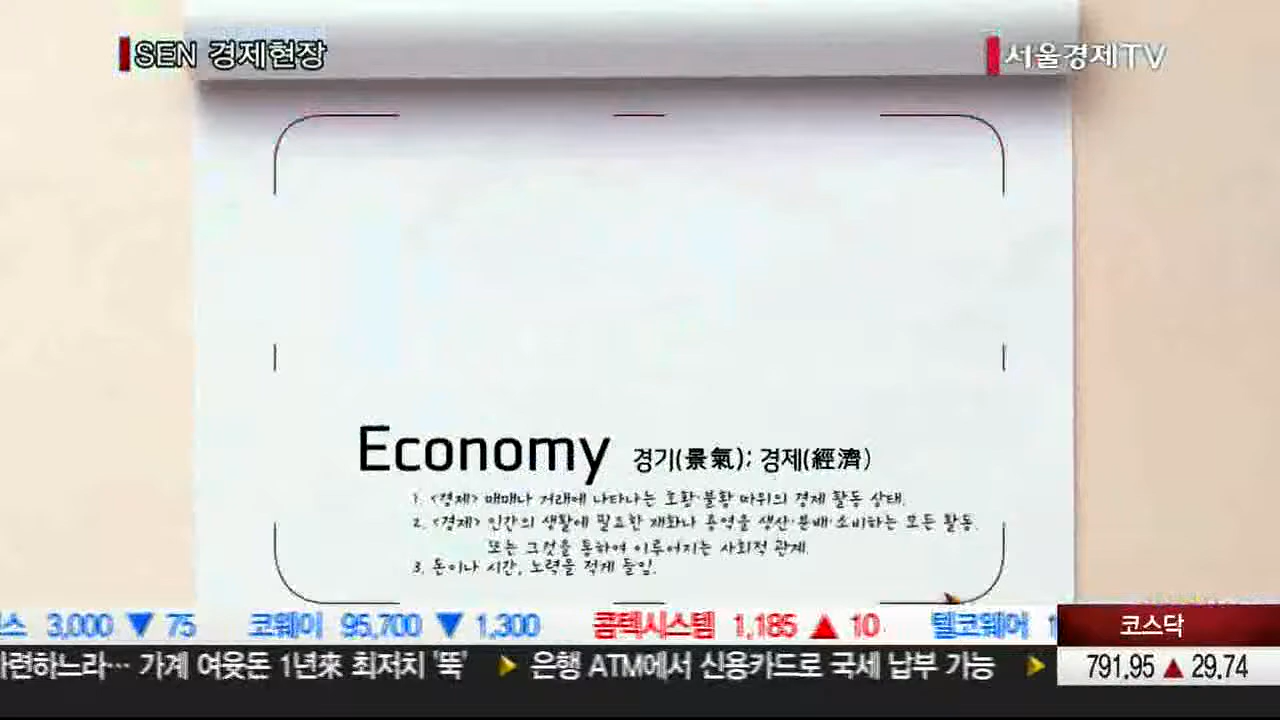 SEN 경제현장
서울경제TV
Economy 경기(景氣); 경제(經濟)
1. <경제> 매매나 거래에 나타나는 호황·불황 따위의 경제 활동 상태.
2. <경제> 인간의 생활에 필요한 재화나 용역을 생산·분배·소비하는 모든 활동.
또는 그것을 통하여 이루어지는 사회적 관계.
3. 돈이나 시간, 노력을 적게 들임.
스 3,000 ▼ 75 코웨이 95,700 ▼ 1,300 콤텍시스템 1,185 ▲ 10 텔코웨어 1
코스닥
마련하느라… 가계 여윳돈 1년來 최저치 '뚝' ▶ 은행 ATM에서 신용카드로 국세 납부 가능 ▶
791.95 ▲ 29.74